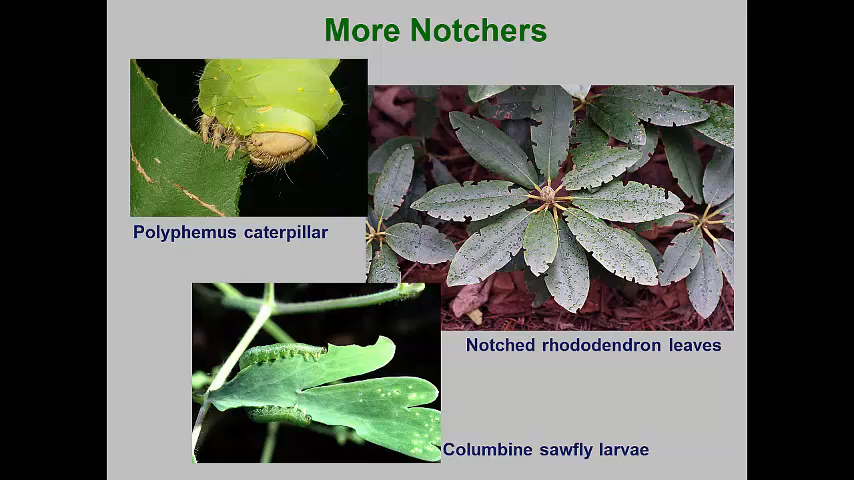 More Notchers
Polyphemus caterpillar
Notched rhododendron leaves
Columbine sawfly larvae